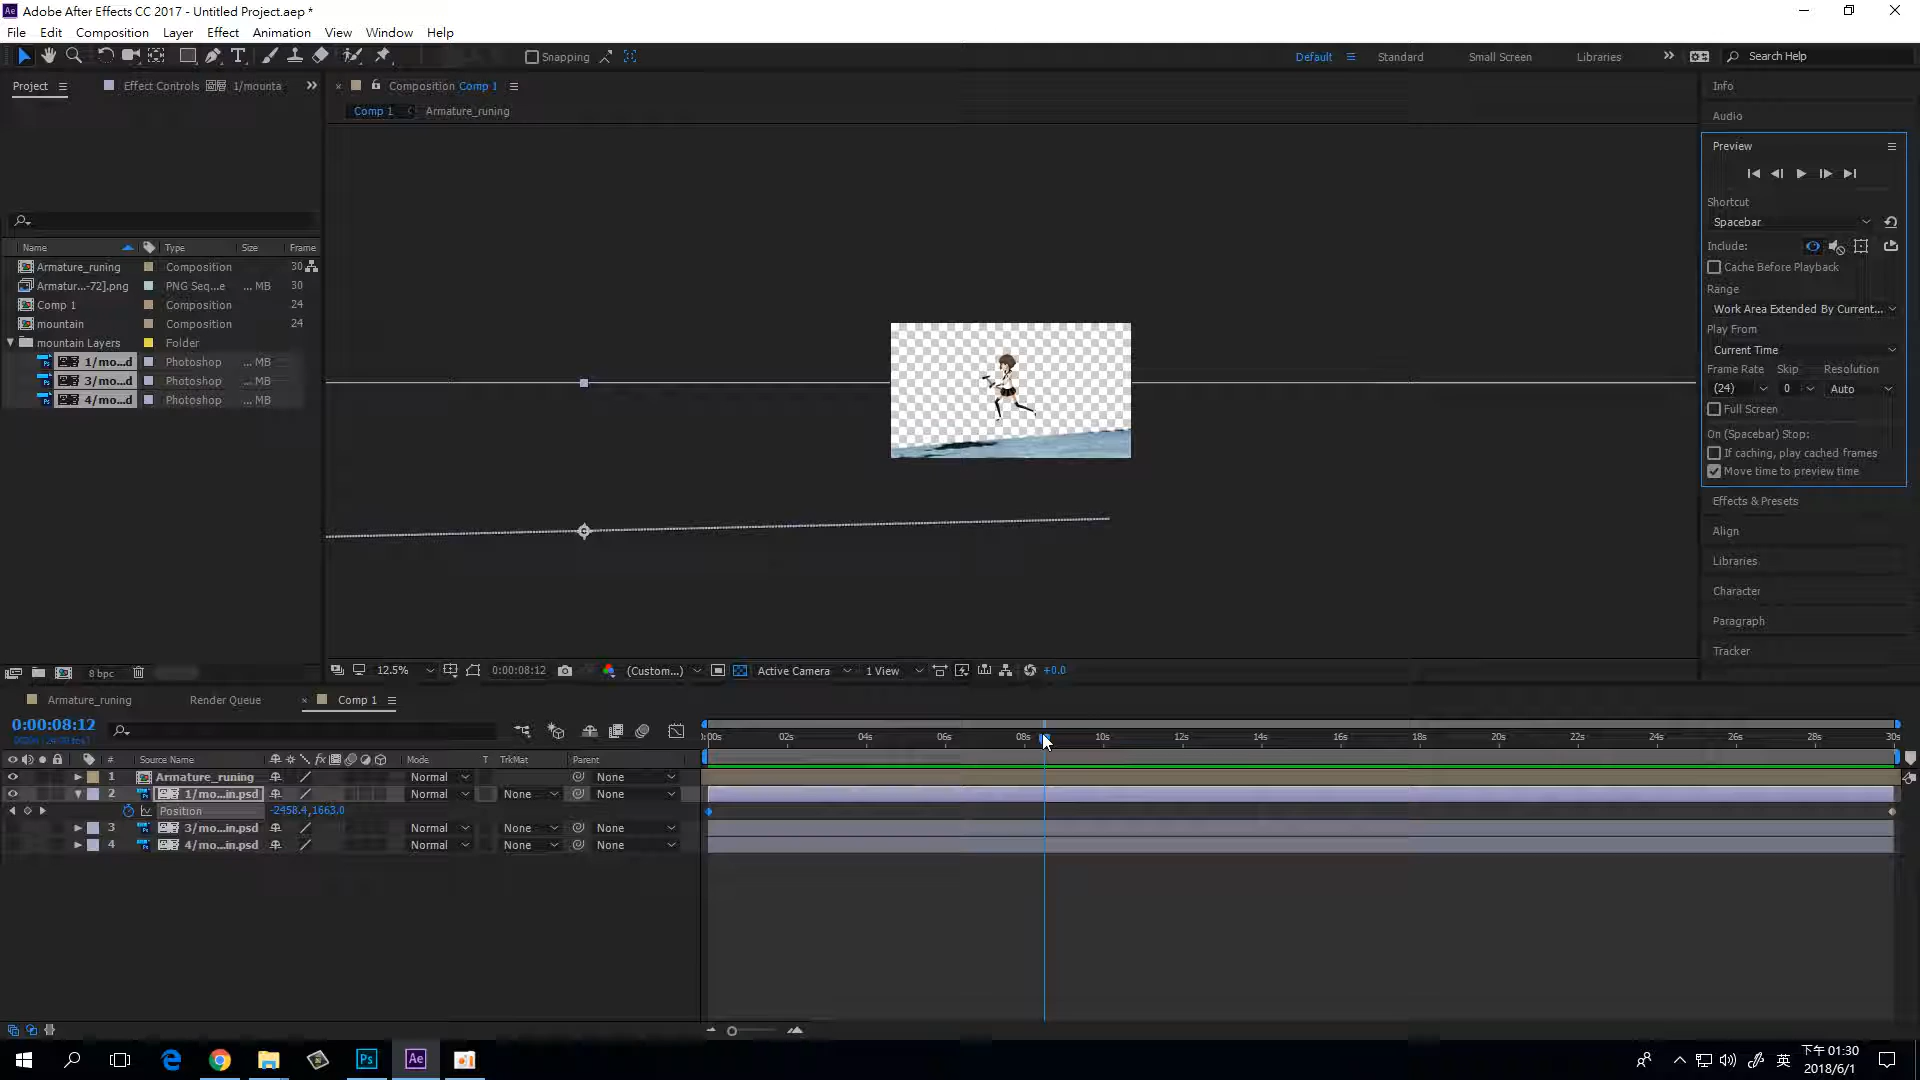 Adobe After Effects CC 2017 - Untitled Project.aep *
File Edit Composition Layer Effect Animation View Window Help
Snapping
Default Standard Small Screen Libraries Search Help
Project Effect Controls 1/mounta
Composition Comp 1
Comp 1 Armature_runing
Name Type Size Frame
Armature_runing Composition 30
Armatur...-72].png PNG Seq...e ... MB 30
Comp 1 Composition 24
mountain Composition 24
mountain Layers Folder
1/mo...d Photoshop ... MB
3/mo...d Photoshop ... MB
4/mo...d Photoshop ... MB
8 bpc
12.5% 0:00:08:12 (Custom...) Active Camera 1 View +0.0
Info
Audio
Preview
Shortcut
Spacebar
Include:
Cache Before Playback
Range
Work Area Extended By Current...
Play From
Current Time
Frame Rate Skip Resolution
(24) 0 Auto
Full Screen
On (Spacebar) Stop:
If caching, play cached frames
Move time to preview time
Effects & Presets
Align
Libraries
Character
Paragraph
Tracker
Armature_runing Render Queue Comp 1
0:00:08:12
:00s 02s 04s 06s 08s 10s 12s 14s 16s 18s 20s 22s 24s 26s 28s 30s
# Source Name Mode T TrkMat Parent
1 Armature_runing Normal None
2 1/mo...in.psd Normal None None
Position -2458.4,1663.0
3 3/mo...in.psd Normal None None
4 4/mo...in.psd Normal None None
Ps Ae
英
下午 01:30
2018/6/1